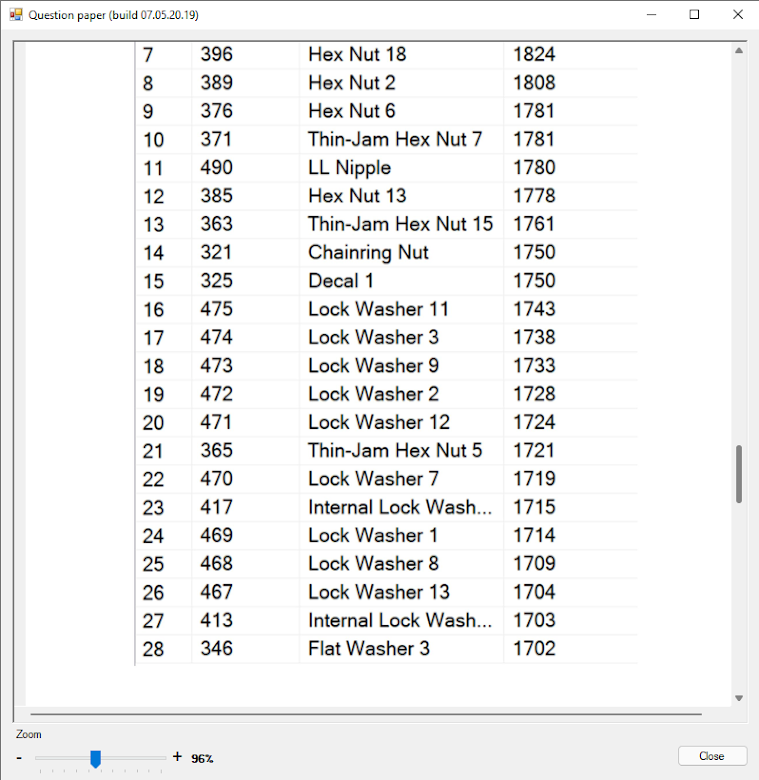 Question paper (build 07.05.20.19)
7 396 Hex Nut 18 1824
8 389 Hex Nut 2 1808
9 376 Hex Nut 6 1781
10 371 Thin-Jam Hex Nut 7 1781
11 490 LL Nipple 1780
12 385 Hex Nut 13 1778
13 363 Thin-Jam Hex Nut 15 1761
14 321 Chainring Nut 1750
15 325 Decal 1 1750
16 475 Lock Washer 11 1743
17 474 Lock Washer 3 1738
18 473 Lock Washer 9 1733
19 472 Lock Washer 2 1728
20 471 Lock Washer 12 1724
21 365 Thin-Jam Hex Nut 5 1721
22 470 Lock Washer 7 1719
23 417 Internal Lock Wash... 1715
24 469 Lock Washer 1 1714
25 468 Lock Washer 8 1709
26 467 Lock Washer 13 1704
27 413 Internal Lock Wash... 1703
28 346 Flat Washer 3 1702
Zoom
- + 96%
Close